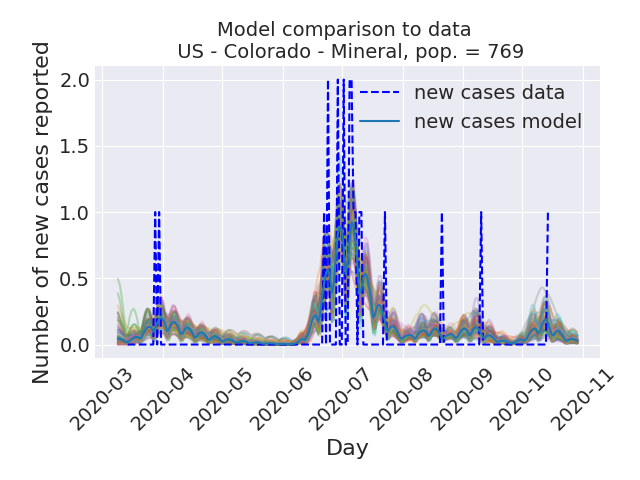 Model comparison to data
US - Colorado - Mineral, pop. = 769
new cases data
new cases model
Number of new cases reported
2.0
1.5
1.0
0.5
0.0
2020-03
2020-04
2020-05
2020-06
2020-07
2020-08
2020-09
2020-10
2020-11
Day